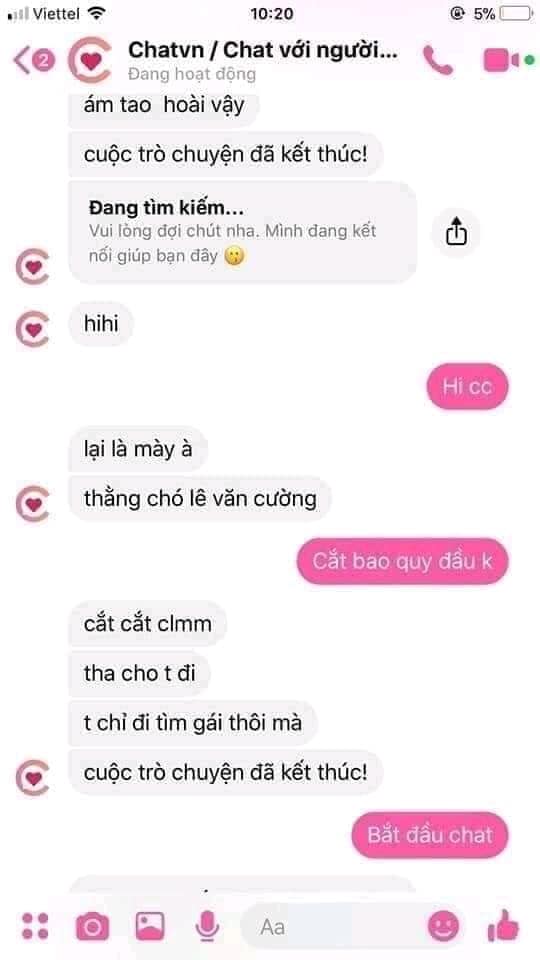 Viettel
10:20
5%
2
Chatvn / Chat với người...
Đang hoạt động
ám tao hoài vậy
cuộc trò chuyện đã kết thúc!
Đang tìm kiếm...
Vui lòng đợi chút nha. Mình đang kết
nối giúp bạn đây 😗
hihi
Hi cc
lại là mày à
thằng chó lê văn cường
Cắt bao quy đầu k
cắt cắt clmm
tha cho t đi
t chỉ đi tìm gái thôi mà
cuộc trò chuyện đã kết thúc!
Bắt đầu chat
Aa